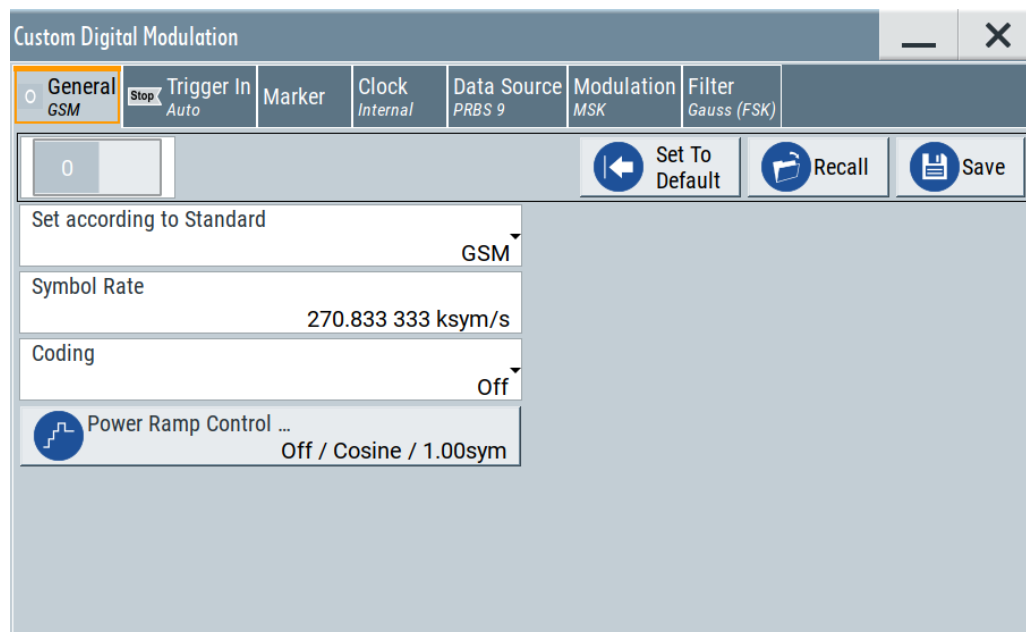 Custom Digital Modulation
0 General
GSM
Stop Trigger In
Auto
Marker
Clock
Internal
Data Source
PRBS 9
Modulation
MSK
Filter
Gauss (FSK)
0
Set To
Default
Recall
Save
Set according to Standard
GSM
Symbol Rate
270.833 333 ksym/s
Coding
Off
Power Ramp Control ...
Off / Cosine / 1.00sym